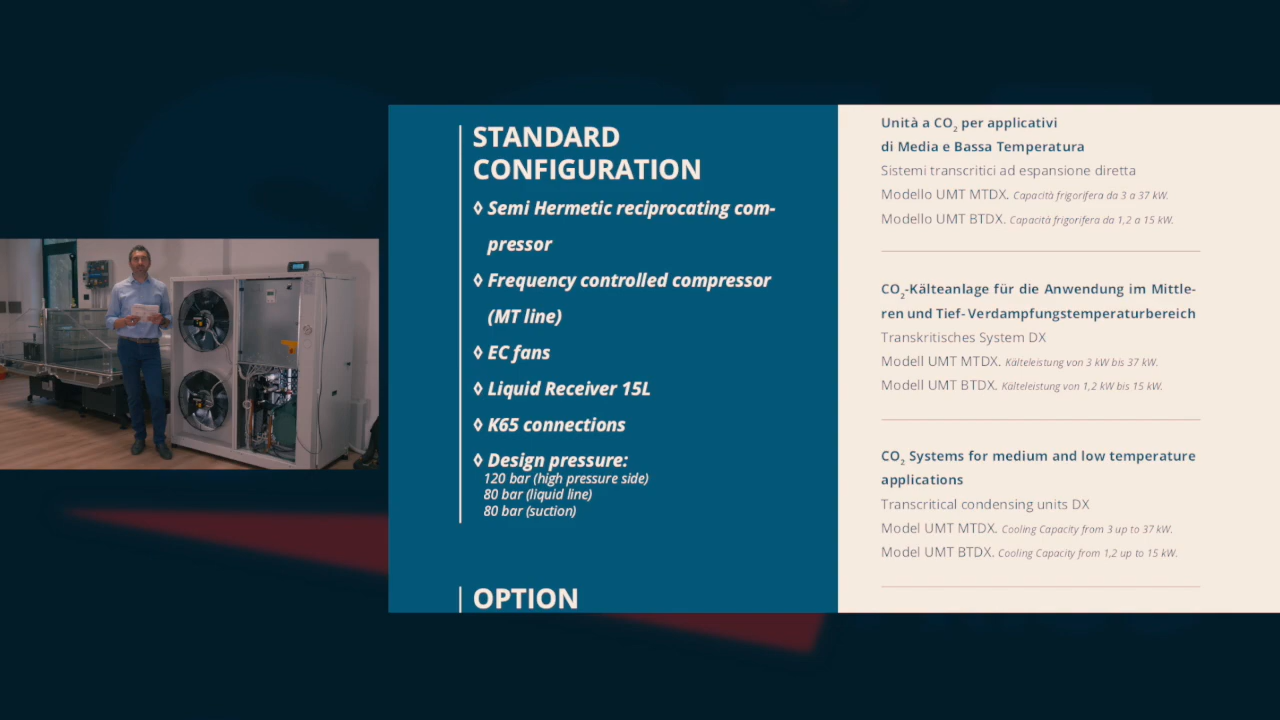 STANDARD
CONFIGURATION
◊ Semi Hermetic reciprocating com-
pressor
◊ Frequency controlled compressor
(MT line)
◊ EC fans
◊ Liquid Receiver 15L
◊ K65 connections
◊ Design pressure:
120 bar (high pressure side)
80 bar (liquid line)
80 bar (suction)
OPTION
Unità a CO₂ per applicativi
di Media e Bassa Temperatura
Sistemi transcritici ad espansione diretta
Modello UMT MTDX. Capacità frigorifera da 3 a 37 kW.
Modello UMT BTDX. Capacità frigorifera da 1,2 a 15 kW.
CO₂-Kälteanlage für die Anwendung im Mittle-
ren und Tief- Verdampfungstemperaturbereich
Transkritisches System DX
Modell UMT MTDX. Kälteleistung von 3 kW bis 37 kW.
Modell UMT BTDX. Kälteleistung von 1,2 kW bis 15 kW.
CO₂ Systems for medium and low temperature
applications
Transcritical condensing units DX
Model UMT MTDX. Cooling Capacity from 3 up to 37 kW.
Model UMT BTDX. Cooling Capacity from 1,2 up to 15 kW.